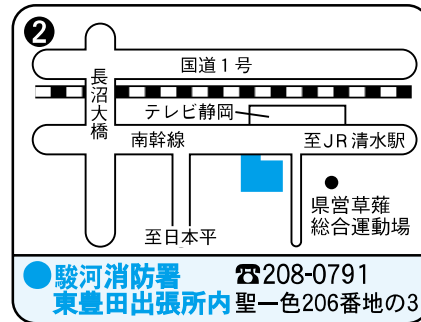 ❷
国道1号
長沼大橋
テレビ静岡
南幹線
至JR清水駅
県営草薙
総合運動場
至日本平
●駿河消防署 ☎208-0791
東豊田出張所内 聖一色206番地の3